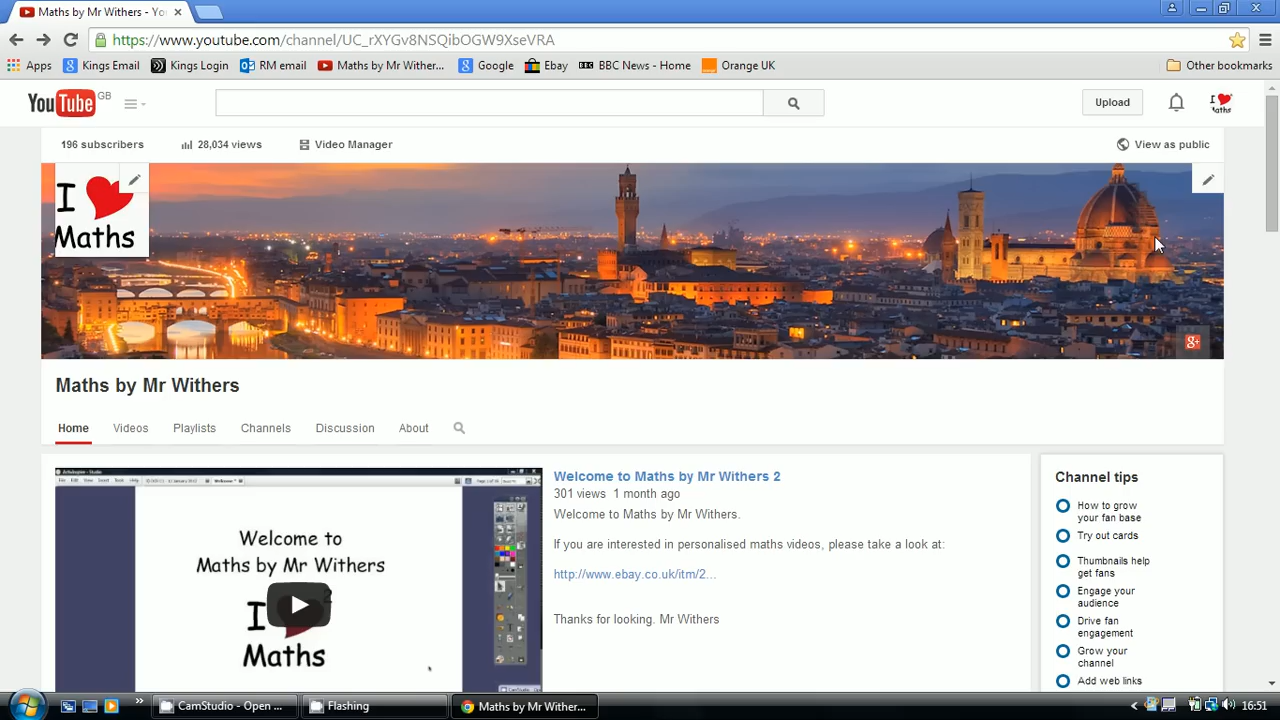 Maths by Mr Withers - Yo
https://www.youtube.com/channel/UC_rXYGv8NSQibOGW9XseVRA
Apps Kings Email Kings Login RM email Maths by Mr Wither... Google Ebay BBC News - Home Orange UK Other bookmarks
YouTube GB Upload I Maths
196 subscribers 28,034 views Video Manager View as public
I
Maths
g+
Maths by Mr Withers
Home Videos Playlists Channels Discussion About
Welcome to
Maths by Mr Withers
I
Maths
Welcome to Maths by Mr Withers 2
301 views 1 month ago
Welcome to Maths by Mr Withers.
If you are interested in personalised maths videos, please take a look at:
http://www.ebay.co.uk/itm/2...
Thanks for looking. Mr Withers
Channel tips
How to grow
your fan base
Try out cards
Thumbnails help
get fans
Engage your
audience
Drive fan
engagement
Grow your
channel
Add web links
CamStudio - Open ... Flashing Maths by Mr Wither... 16:51